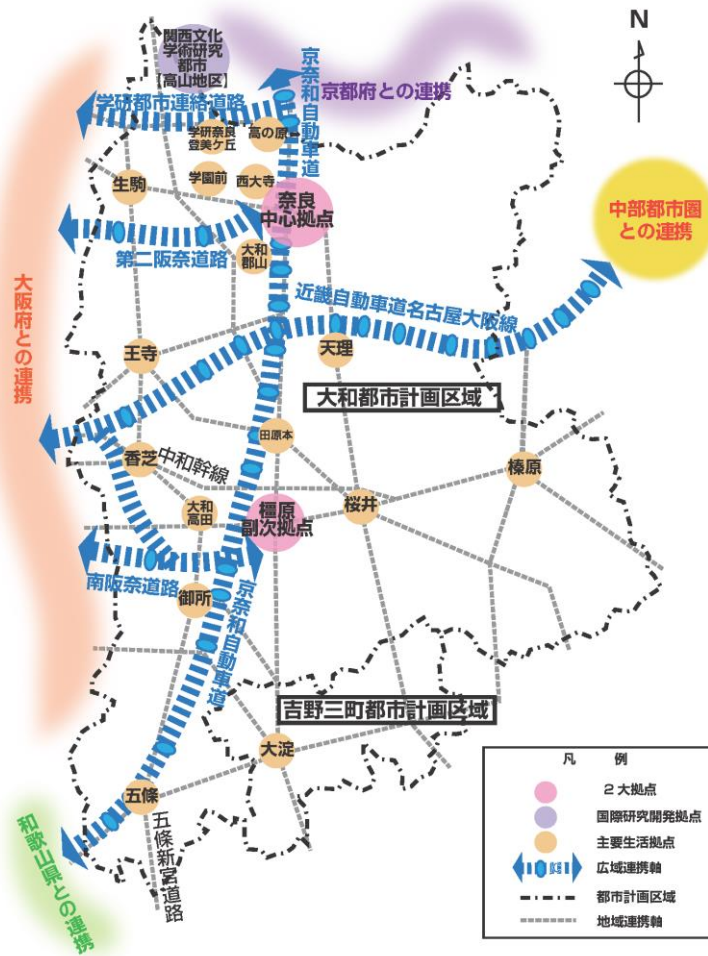 関西文化
学術研究
都市
【高山地区】
京都府との連携
N
学研都市連絡道路
京奈和自動車道
学研奈良
登美ケ丘
高の原
生駒
学園前
西大寺
奈良
中心拠点
中部都市圏
との連携
第二阪奈道路
大和
郡山
大阪府との連携
近畿自動車道名古屋大阪線
王寺
天理
大和都市計画区域
田原本
香芝
中和幹線
榛原
大和
高田
橿原
副次拠点
桜井
南阪奈道路
御所
京奈和自動車道
吉野三町都市計画区域
大淀
五條
五條新宮道路
和歌山県との連携
凡 例
2大拠点
国際研究開発拠点
主要生活拠点
広域連携軸
都市計画区域
地域連携軸